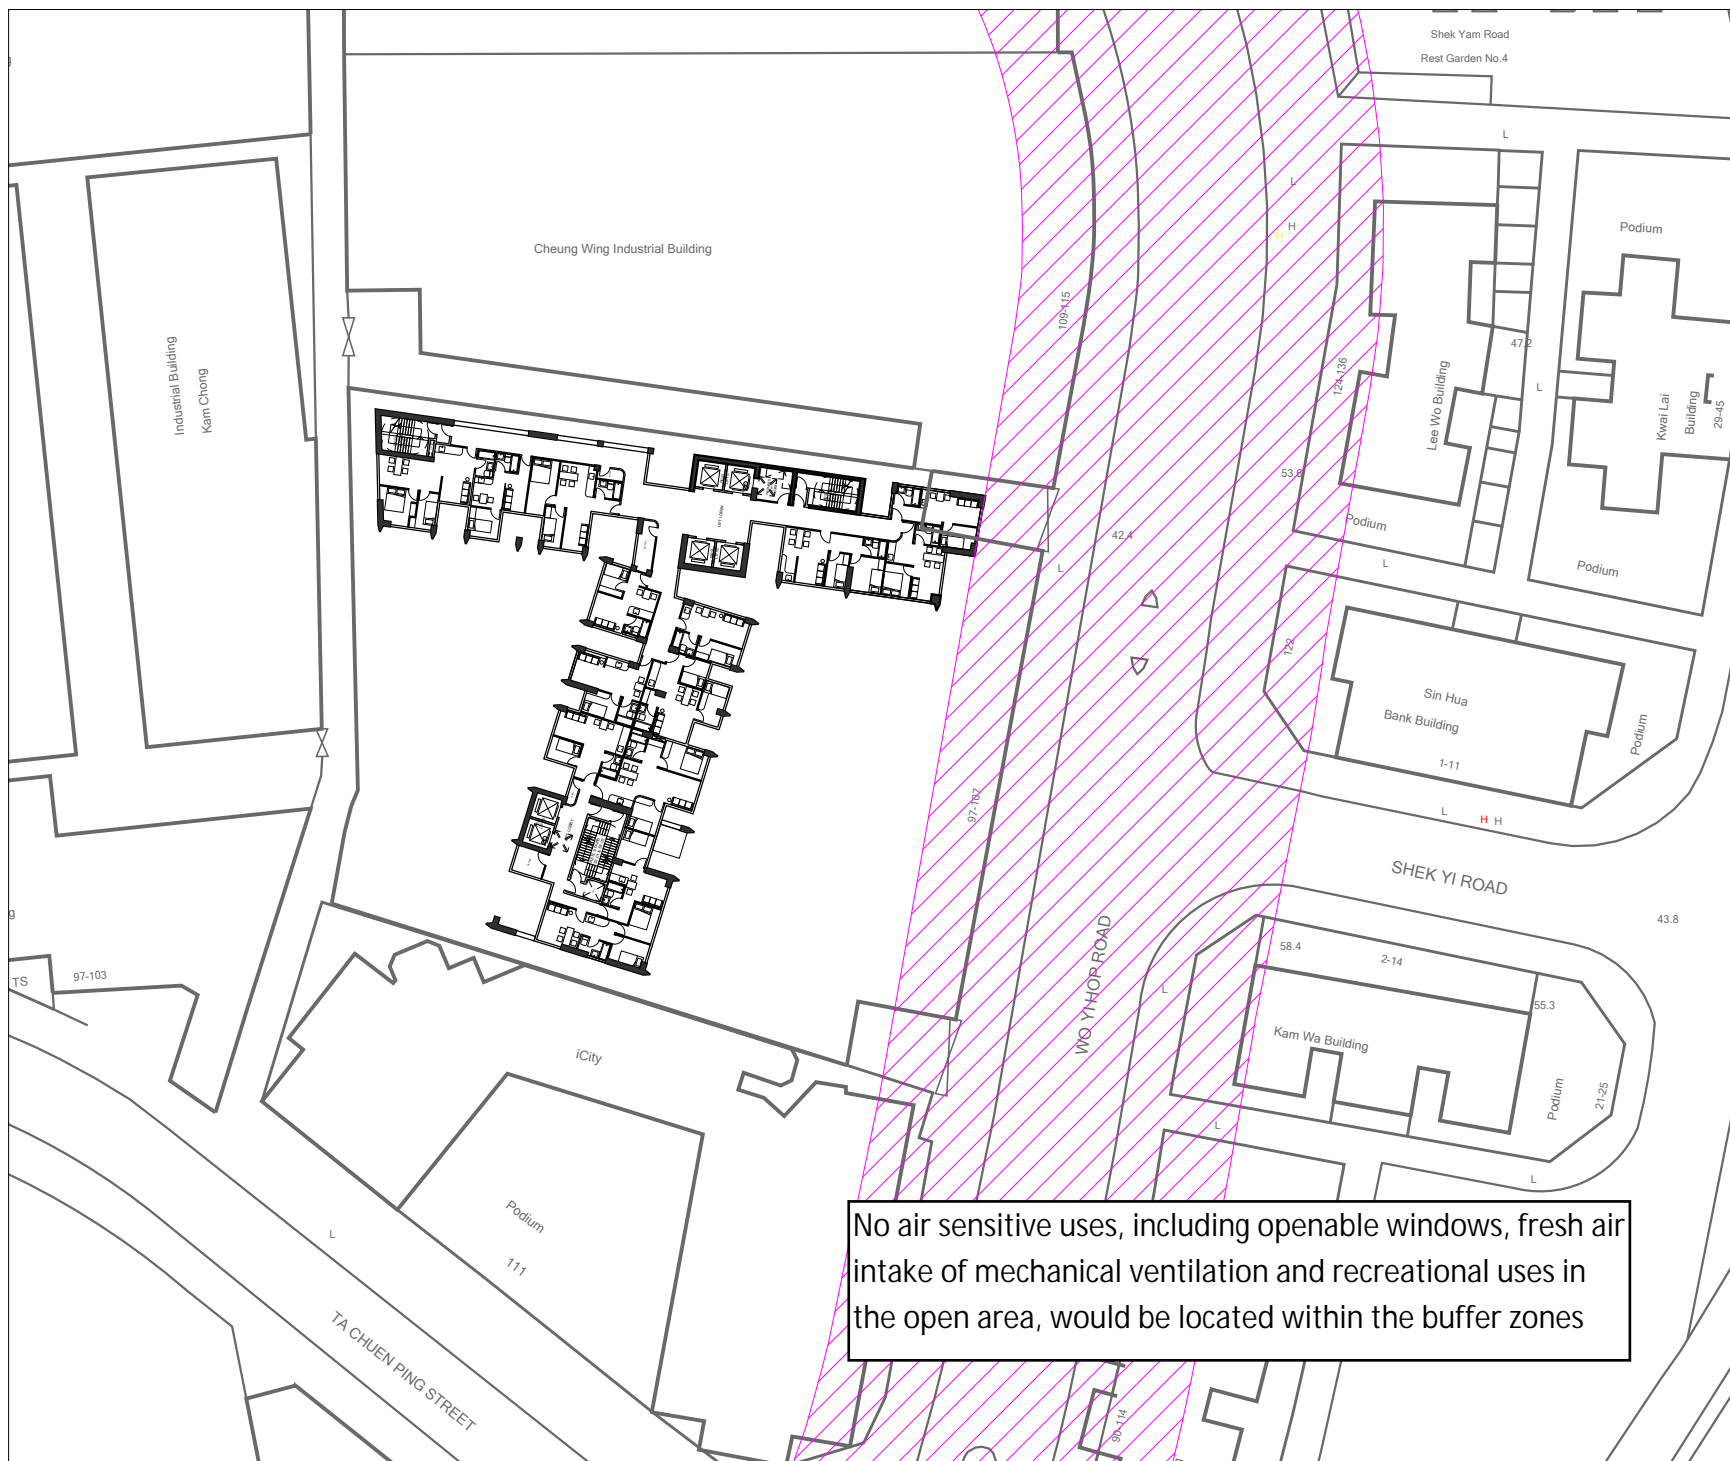 Shek Yam Road
Rest Garden No.4
L
L
H
H
Podium
Cheung Wing Industrial Building
109-115
Industrial Building
Kam Chong
124-136
Lee Wo Building
47.2
L
Kwai Lai
Building
29-45
53.6
Podium
42.4
L
L
Podium
LIFT LOBBY
122
Sin Hua
Bank Building
1-11
Podium
97-107
L
H H
SHEK YI ROAD
43.8
WO YI HOP ROAD
58.4
2-14
55.3
L
Kam Wa Building
Podium
21-25
L
L
TS
97-103
iCity
Podium
111
L
TA CHUEN PING STREET
No air sensitive uses, including openable windows, fresh air
intake of mechanical ventilation and recreational uses in
the open area, would be located within the buffer zones
90-114